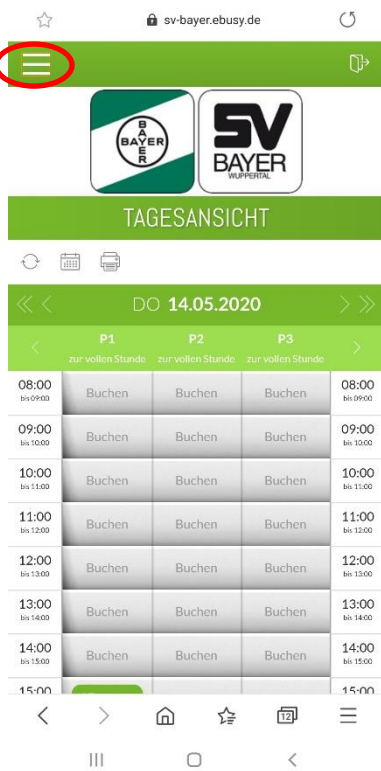 sv-bayer.ebusy.de
BAYER
BAYER
SV
BAYER
WUPPERTAL
TAGESANSICHT
DO 14.05.2020
P1 P2 P3
zur vollen Stunde zur vollen Stunde zur vollen Stunde
08:00 Buchen Buchen Buchen 08:00
bis 09:00 bis 09:00
09:00 Buchen Buchen Buchen 09:00
bis 10:00 bis 10:00
10:00 Buchen Buchen Buchen 10:00
bis 11:00 bis 11:00
11:00 Buchen Buchen Buchen 11:00
bis 12:00 bis 12:00
12:00 Buchen Buchen Buchen 12:00
bis 13:00 bis 13:00
13:00 Buchen Buchen Buchen 13:00
bis 14:00 bis 14:00
14:00 Buchen Buchen Buchen 14:00
bis 15:00 bis 15:00
15:00 15:00
12